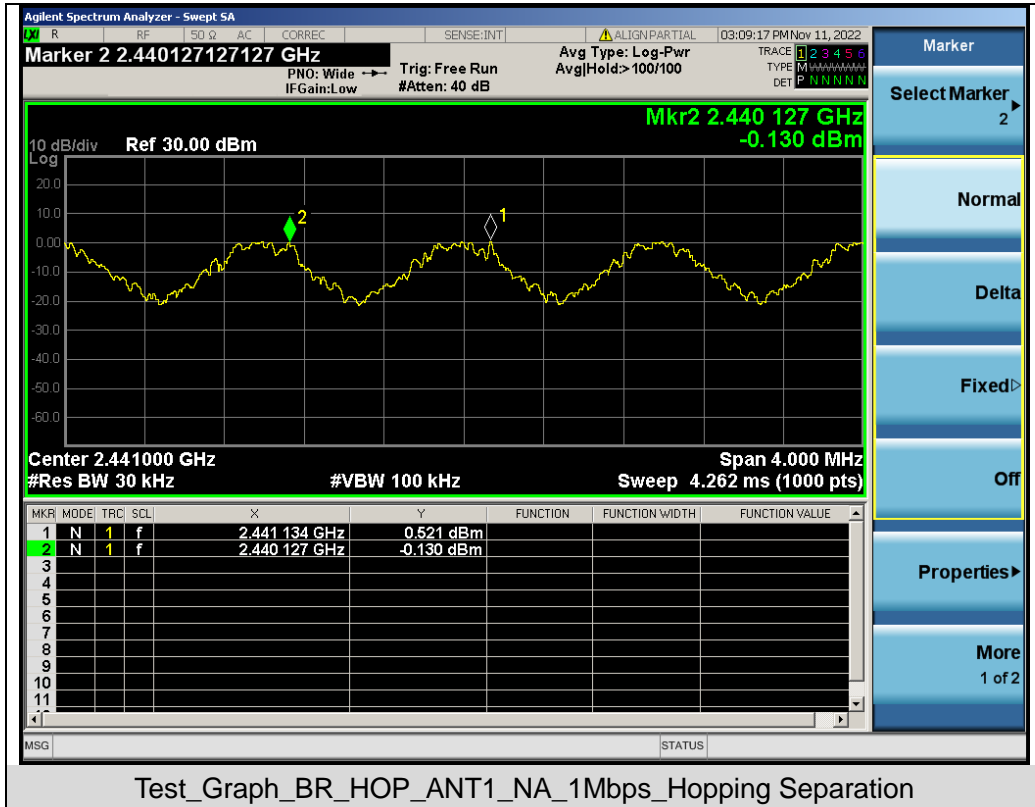 Agilent Spectrum Analyzer - Swept SA
LXI R RF 50 Ω AC CORREC SENSE:INT ALIGN PARTIAL 03:09:17 PM Nov 11, 2022
Marker 2 2.440127127127 GHz Avg Type: Log-Pwr TRACE 1 2 3 4 5 6
PNO: Wide Trig: Free Run Avg|Hold:>100/100 TYPE M WWWWW
IFGain:Low #Atten: 40 dB DET P N N N N N
Mkr2 2.440 127 GHz
-0.130 dBm
10 dB/div Ref 30.00 dBm
Log
20.0
10.0
0.00
-10.0
-20.0
-30.0
-40.0
-50.0
-60.0
2
1
Center 2.441000 GHz Span 4.000 MHz
#Res BW 30 kHz #VBW 100 kHz Sweep 4.262 ms (1000 pts)
MKR MODE TRC SCL X Y FUNCTION FUNCTION WIDTH FUNCTION VALUE
1 N 1 f 2.441 134 GHz 0.521 dBm
2 N 1 f 2.440 127 GHz -0.130 dBm
3
4
5
6
7
8
9
10
11
MSG STATUS
Marker
Select Marker
2
Normal
Delta
Fixed
Off
Properties
More
1 of 2
Test_Graph_BR_HOP_ANT1_NA_1Mbps_Hopping Separation